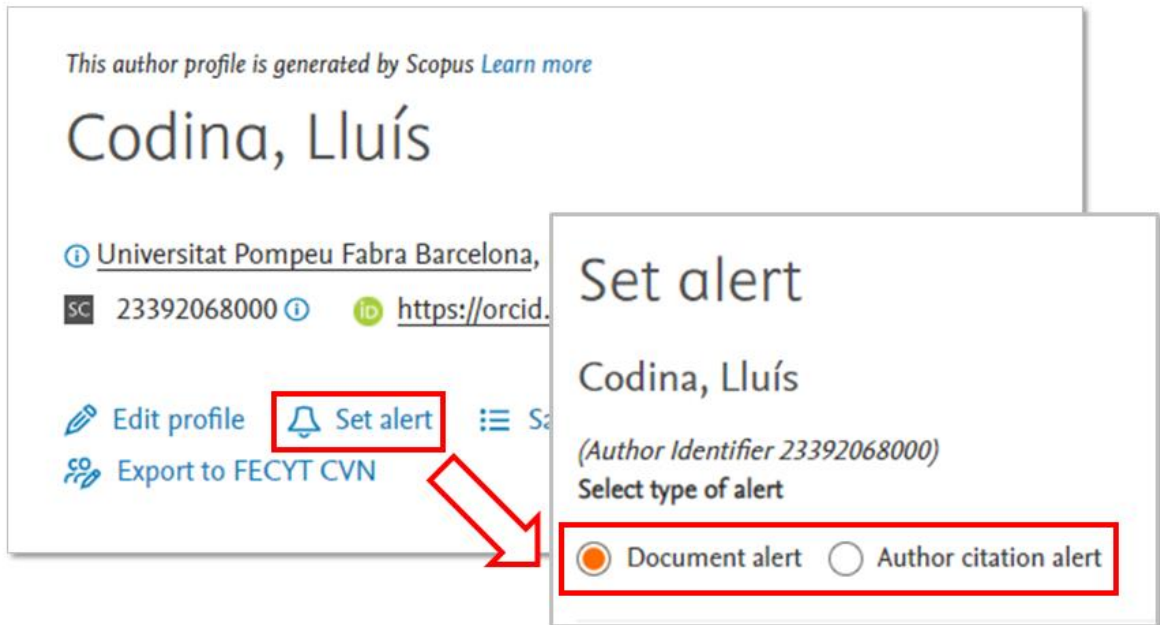 This author profile is generated by Scopus Learn more
Codina, Lluís
Universitat Pompeu Fabra Barcelona,
SC 23392068000
iD https://orcid.
Edit profile
Set alert
Export to FECYT CVN
Set alert
Codina, Lluís
(Author Identifier 23392068000)
Select type of alert
Document alert
Author citation alert